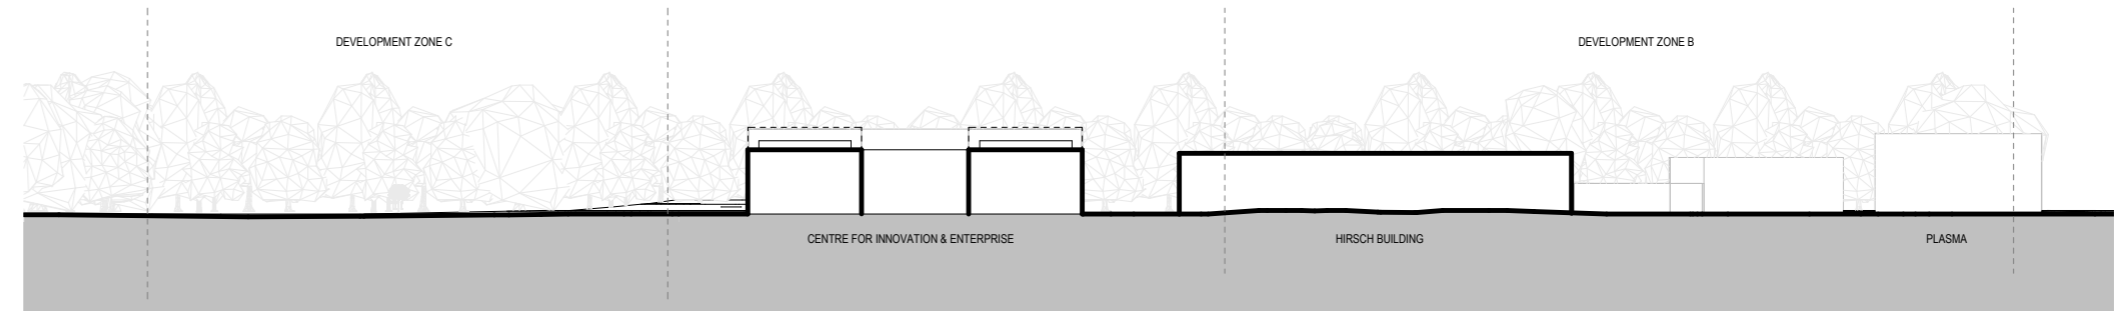 DEVELOPMENT ZONE C
DEVELOPMENT ZONE B
CENTRE FOR INNOVATION & ENTERPRISE
HIRSCH BUILDING
PLASMA